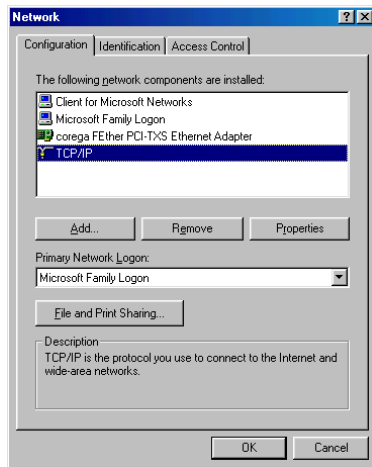 Network
Configuration Identification Access Control
The following network components are installed:
Client for Microsoft Networks
Microsoft Family Logon
corega FEther PCI-TXS Ethernet Adapter
TCP/IP
Add... Remove Properties
Primary Network Logon:
Microsoft Family Logon
File and Print Sharing...
Description
TCP/IP is the protocol you use to connect to the Internet and
wide-area networks.
OK Cancel